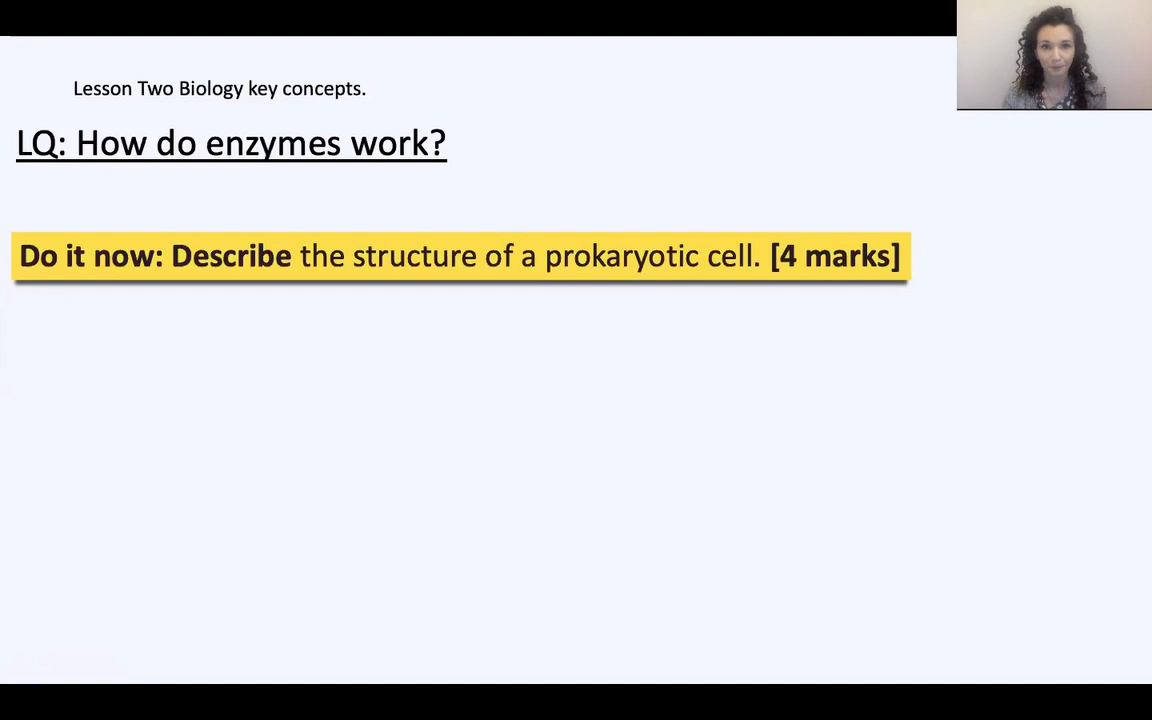 Lesson Two Biology key concepts.
LQ: How do enzymes work?
Do it now: Describe the structure of a prokaryotic cell. [4 marks]